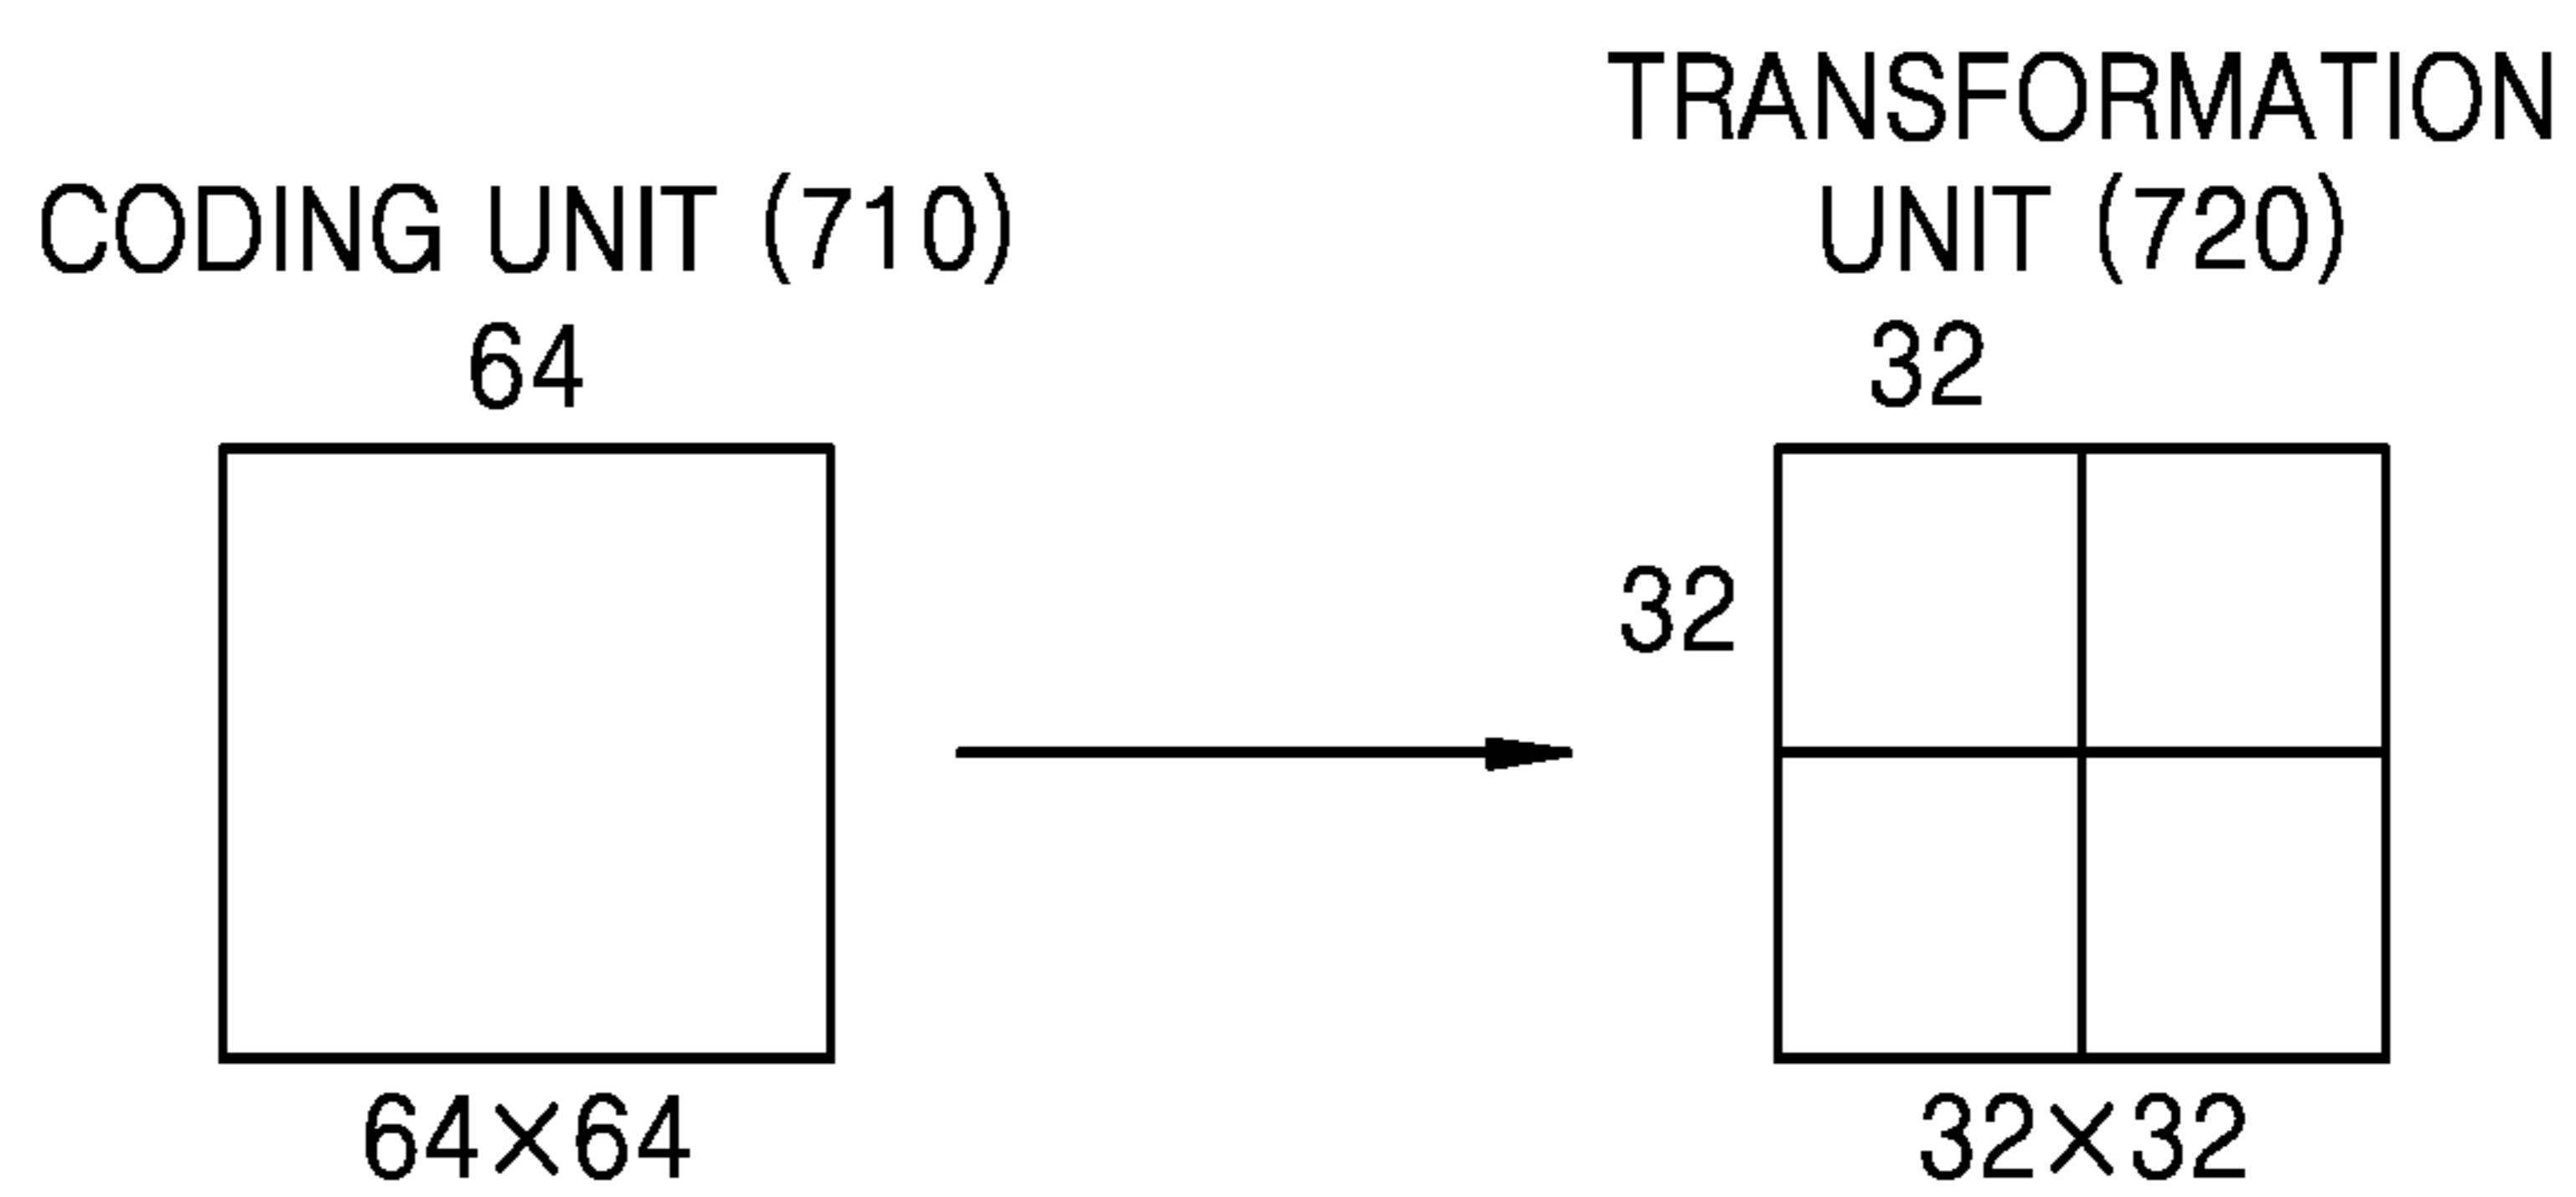 CODING UNIT (710)
64
64×64
TRANSFORMATION
UNIT (720)
32
32
32×32